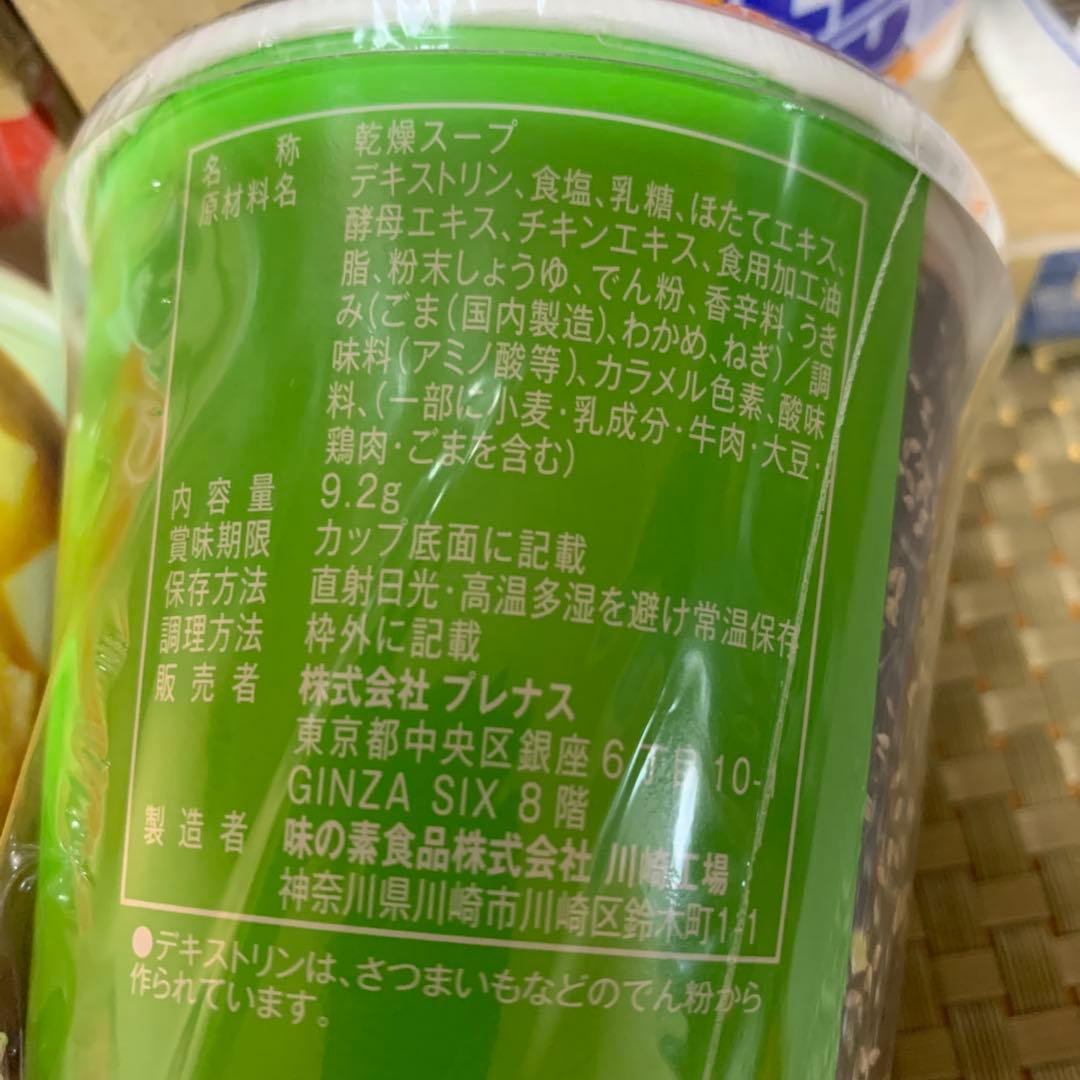 名称 乾燥スープ
原材料名 デキストリン、食塩、乳糖、ほたてエキス、
酵母エキス、チキンエキス、食用加工油
脂、粉末しょうゆ、でん粉、香辛料、うき
み(ごま(国内製造)、わかめ、ねぎ)/調
味料(アミノ酸等)、カラメル色素、酸味
料、(一部に小麦・乳成分・牛肉・大豆・
鶏肉・ごまを含む)
内容量 9.2g
賞味期限 カップ底面に記載
保存方法 直射日光・高温多湿を避け常温保存
調理方法 枠外に記載
販売者 株式会社 プレナス
東京都中央区銀座6丁目10-
GINZA SIX 8階
製造者 味の素食品株式会社 川崎工場
神奈川県川崎市川崎区鈴木町1-1
●デキストリンは、さつまいもなどのでん粉から
作られています。